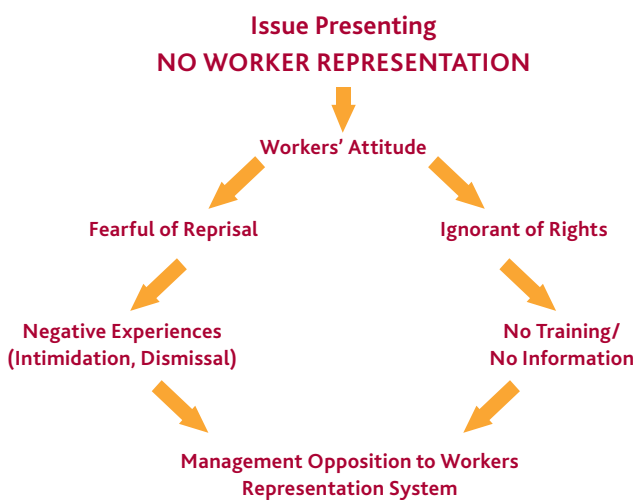 Issue Presenting
NO WORKER REPRESENTATION
Workers’ Attitude
Fearful of Reprisal
Ignorant of Rights
Negative Experiences
(Intimidation, Dismissal)
No Training/
No Information
Management Opposition to Workers
Representation System